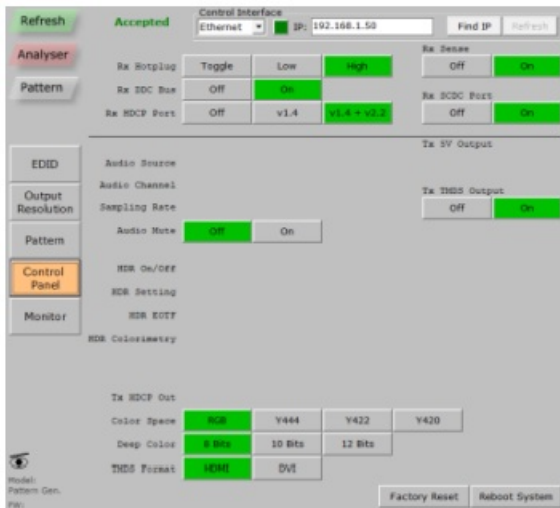 Refresh
Accepted
Control Interface
Ethernet
IP: 192.168.1.50
Find IP
Refresh
Analyser
Pattern
Rx Hotplug
Toggle
Low
High
Rx Sense
Off
On
Rx DDC Bus
Off
On
Rx HDCP Port
Off
v1.4
v1.4 + v2.2
Rx SCDC Port
Off
On
Tx 5V Output
Tx TMDS Output
Off
On
EDID
Output
Resolution
Pattern
Control
Panel
Monitor
Audio Source
Audio Channel
Sampling Rate
Audio Mute
Off
On
HDR On/Off
HDR Setting
HDR EOTF
HDR Colorimetry
Tx HDCP Out
Color Space
RGB
Y444
Y422
Y420
Deep Color
8 Bits
10 Bits
12 Bits
TMDS Format
HDMI
DVI
Model:
Pattern Gen.
FW:
Factory Reset
Reboot System